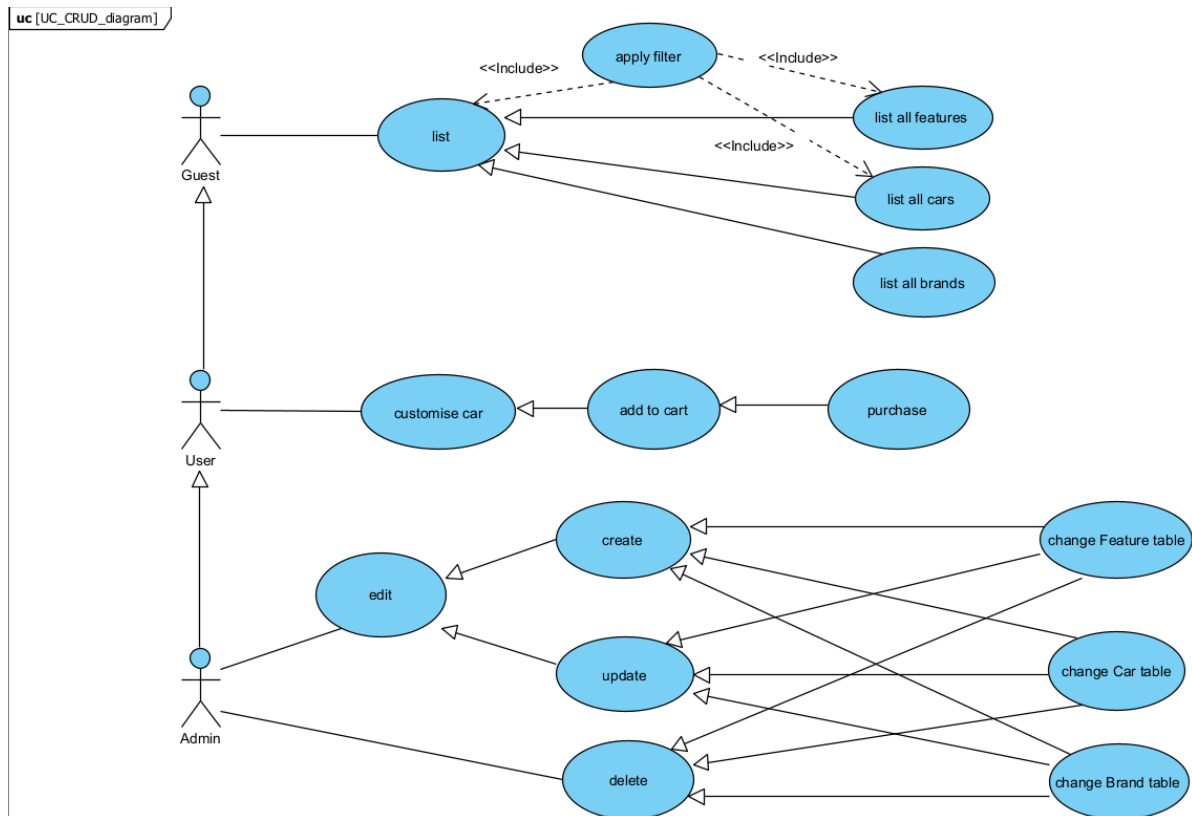 uc [UC_CRUD_diagram]
apply filter
<<Include>>
<<Include>>
list
list all features
<<Include>>
Guest
list all cars
list all brands
customise car
add to cart
purchase
User
create
change Feature table
edit
update
change Car table
Admin
delete
change Brand table